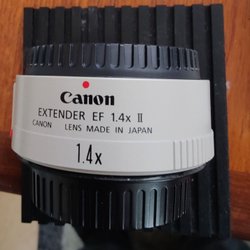 Canon
EXTENDER EF 1.4x II
CANON LENS MADE IN JAPAN
1.4x